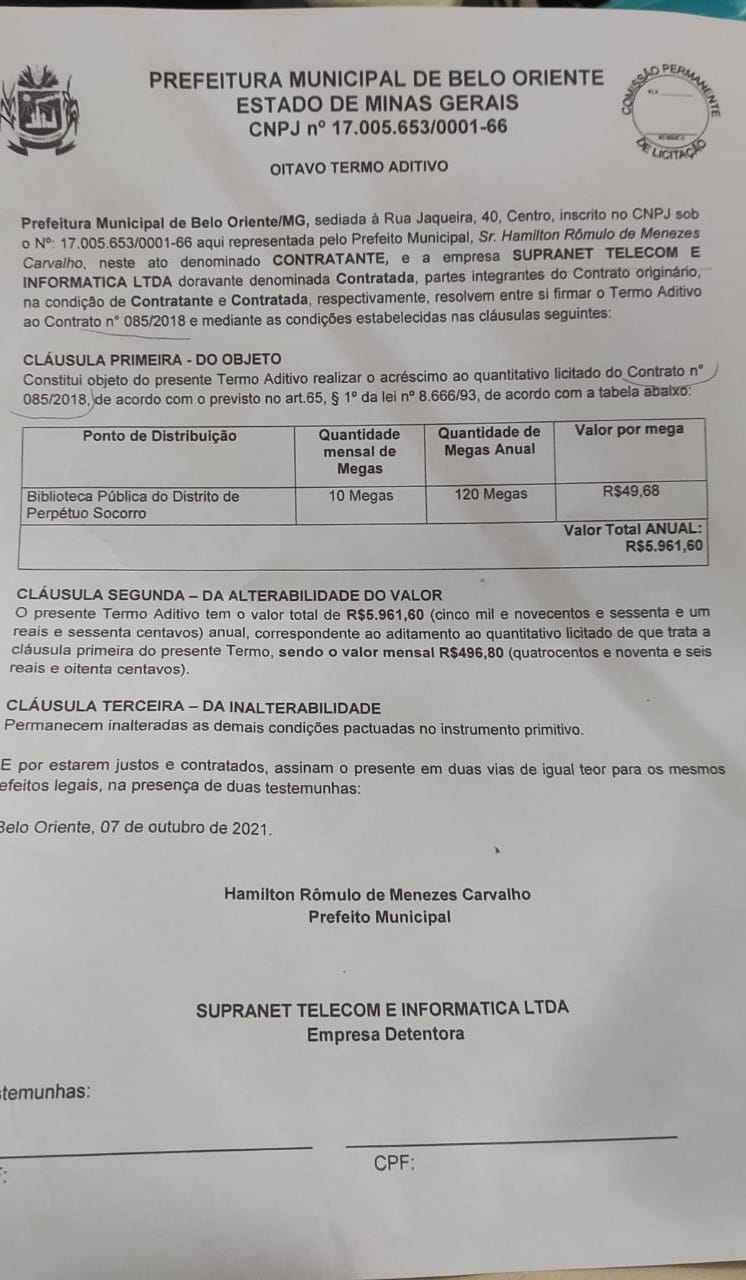 PREFEITURA MUNICIPAL DE BELO ORIENTE
ESTADO DE MINAS GERAIS
CNPJ nº 17.005.653/0001-66
COMISSÃO PERMANENTE
DE LICITAÇÃO
OITAVO TERMO ADITIVO
Prefeitura Municipal de Belo Oriente/MG, sediada à Rua Jaqueira, 40, Centro, inscrito no CNPJ sob
o Nº: 17.005.653/0001-66 aqui representada pelo Prefeito Municipal, Sr. Hamilton Rômulo de Menezes
Carvalho, neste ato denominado CONTRATANTE, e a empresa SUPRANET TELECOM E
INFORMATICA LTDA doravante denominada Contratada, partes integrantes do Contrato originário,
na condição de Contratante e Contratada, respectivamente, resolvem entre si firmar o Termo Aditivo
ao Contrato n° 085/2018 e mediante as condições estabelecidas nas cláusulas seguintes:
CLÁUSULA PRIMEIRA - DO OBJETO
Constitui objeto do presente Termo Aditivo realizar o acréscimo ao quantitativo licitado do Contrato n°
085/2018, de acordo com o previsto no art.65, § 1º da lei nº 8.666/93, de acordo com a tabela abaixo:
Ponto de Distribuição
Quantidade
mensal de
Megas
Quantidade de
Megas Anual
Valor por mega
Biblioteca Pública do Distrito de
Perpétuo Socorro
10 Megas
120 Megas
R$49,68
Valor Total ANUAL:
R$5.961,60
CLÁUSULA SEGUNDA – DA ALTERABILIDADE DO VALOR
O presente Termo Aditivo tem o valor total de R$5.961,60 (cinco mil e novecentos e sessenta e um
reais e sessenta centavos) anual, correspondente ao aditamento ao quantitativo licitado de que trata a
cláusula primeira do presente Termo, sendo o valor mensal R$496,80 (quatrocentos e noventa e seis
reais e oitenta centavos).
CLÁUSULA TERCEIRA – DA INALTERABILIDADE
Permanecem inalteradas as demais condições pactuadas no instrumento primitivo.
E por estarem justos e contratados, assinam o presente em duas vias de igual teor para os mesmos
efeitos legais, na presença de duas testemunhas:
Belo Oriente, 07 de outubro de 2021.
Hamilton Rômulo de Menezes Carvalho
Prefeito Municipal
SUPRANET TELECOM E INFORMATICA LTDA
Empresa Detentora
stemunhas:
CPF: